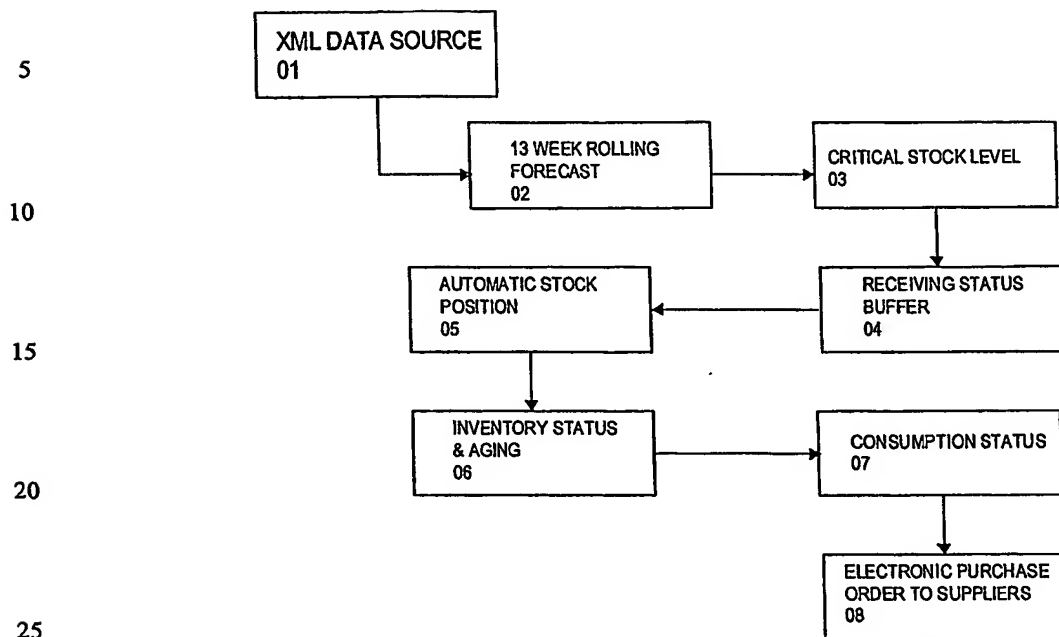 XML DATA SOURCE
01
5
13 WEEK ROLLING
FORECAST
02
CRITICAL STOCK LEVEL
03
10
AUTOMATIC STOCK
POSITION
05
RECEIVING STATUS
BUFFER
04
15
INVENTORY STATUS
& AGING
06
CONSUMPTION STATUS
07
20
ELECTRONIC PURCHASE
ORDER TO SUPPLIERS
08
25